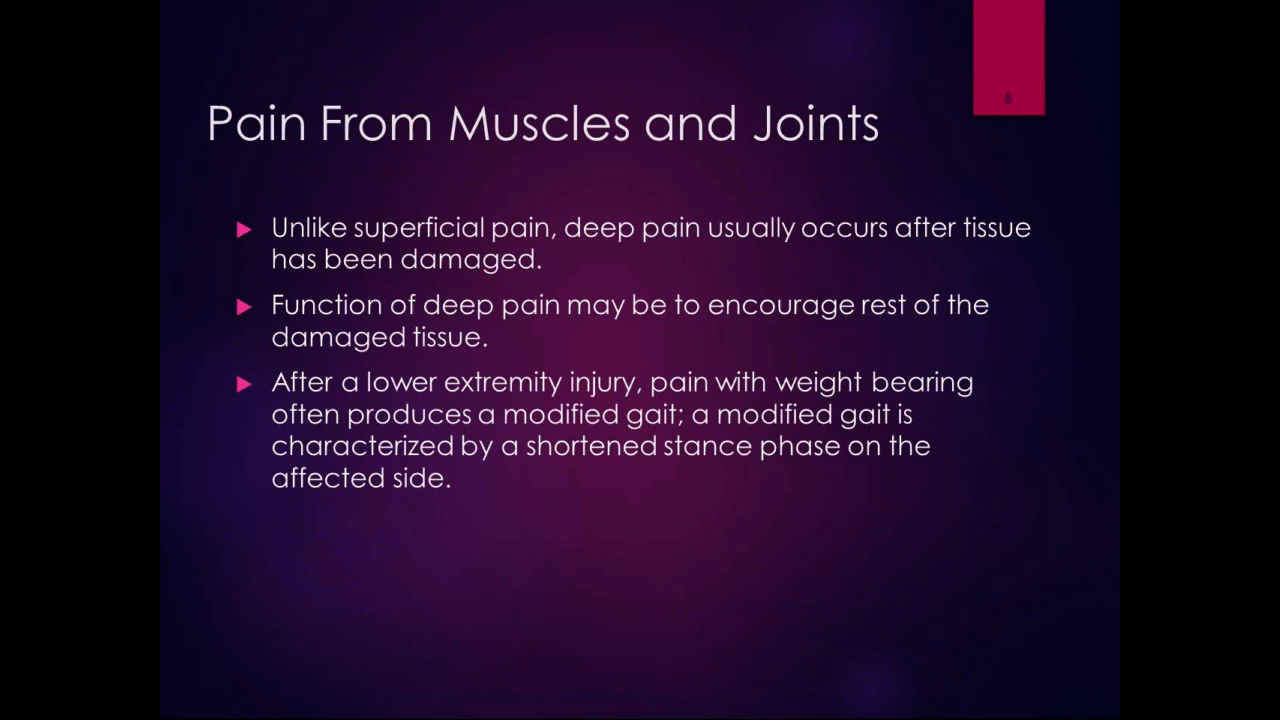 Pain From Muscles and Joints
Unlike superficial pain, deep pain usually occurs after tissue
has been damaged.
Function of deep pain may be to encourage rest of the
damaged tissue.
After a lower extremity injury, pain with weight bearing
often produces a modified gait; a modified gait is
characterized by a shortened stance phase on the
affected side.